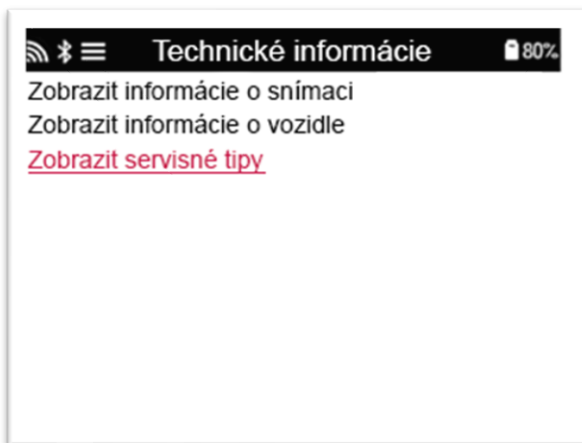 Technické informácie 80%
Zobrazit informácie o snímaci
Zobrazit informácie o vozidle
Zobrazit servisné tipy